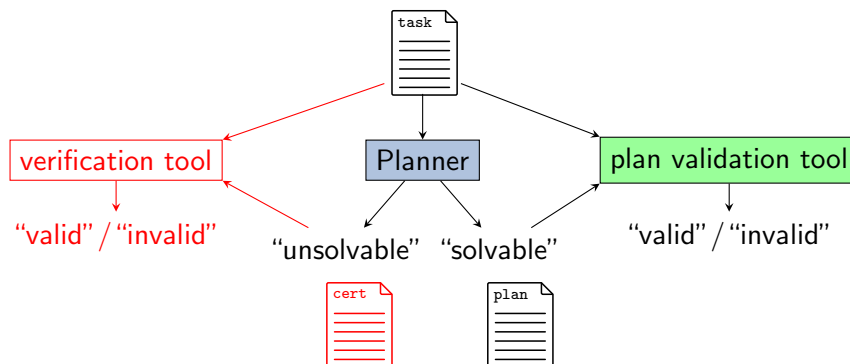 task
verification tool
Planner
plan validation tool
“valid” / “invalid”
“unsolvable”
“solvable”
“valid” / “invalid”
cert
plan